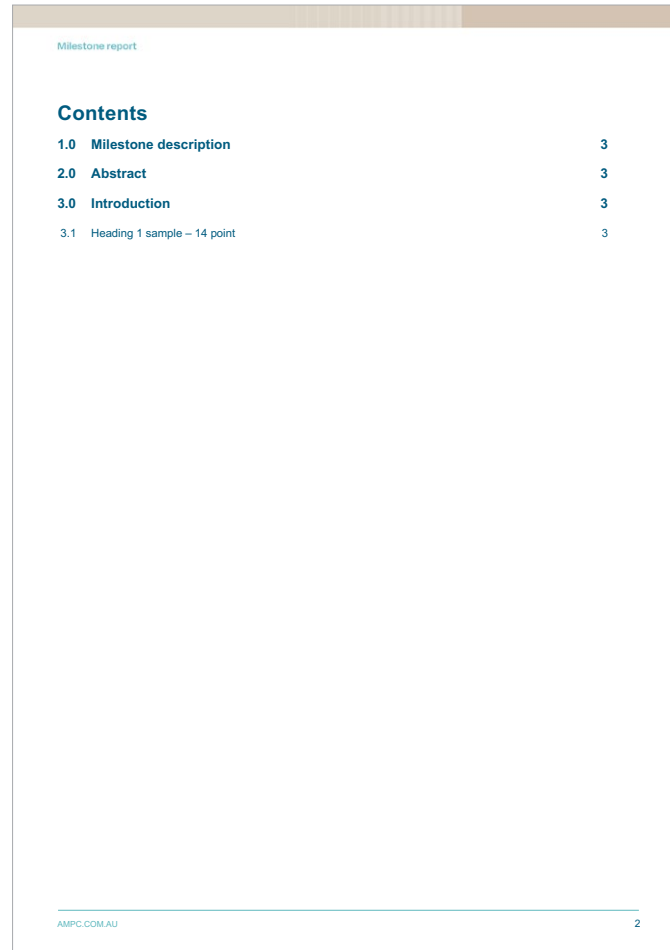 Milestone report
Contents
1.0 Milestone description 3
2.0 Abstract 3
3.0 Introduction 3
3.1 Heading 1 sample – 14 point 3
AMPC.COM.AU 2